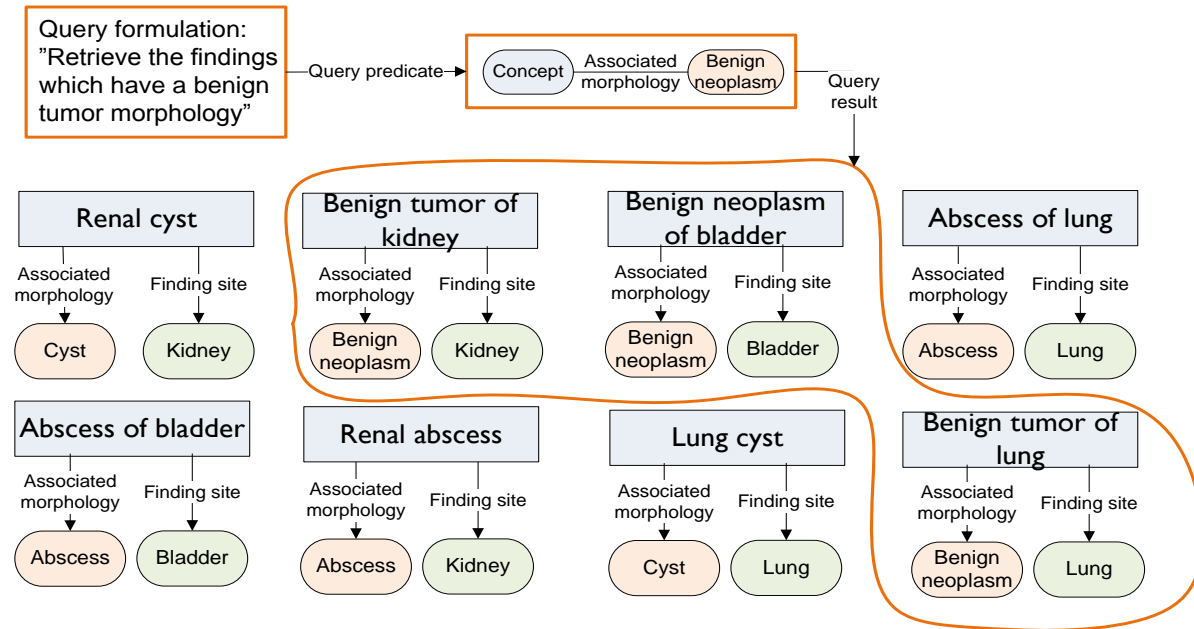 Query formulation:
”Retrieve the findings
which have a benign
tumor morphology”
Query predicate
Concept
Associated
morphology
Benign
neoplasm
Query
result
Renal cyst
Associated
morphology
Finding site
Cyst
Kidney
Benign tumor of
kidney
Associated
morphology
Finding site
Benign
neoplasm
Kidney
Benign neoplasm
of bladder
Associated
morphology
Finding site
Benign
neoplasm
Bladder
Abscess of lung
Associated
morphology
Finding site
Abscess
Lung
Abscess of bladder
Associated
morphology
Finding site
Abscess
Bladder
Renal abscess
Associated
morphology
Finding site
Abscess
Kidney
Lung cyst
Associated
morphology
Finding site
Cyst
Lung
Benign tumor of
lung
Associated
morphology
Finding site
Benign
neoplasm
Lung